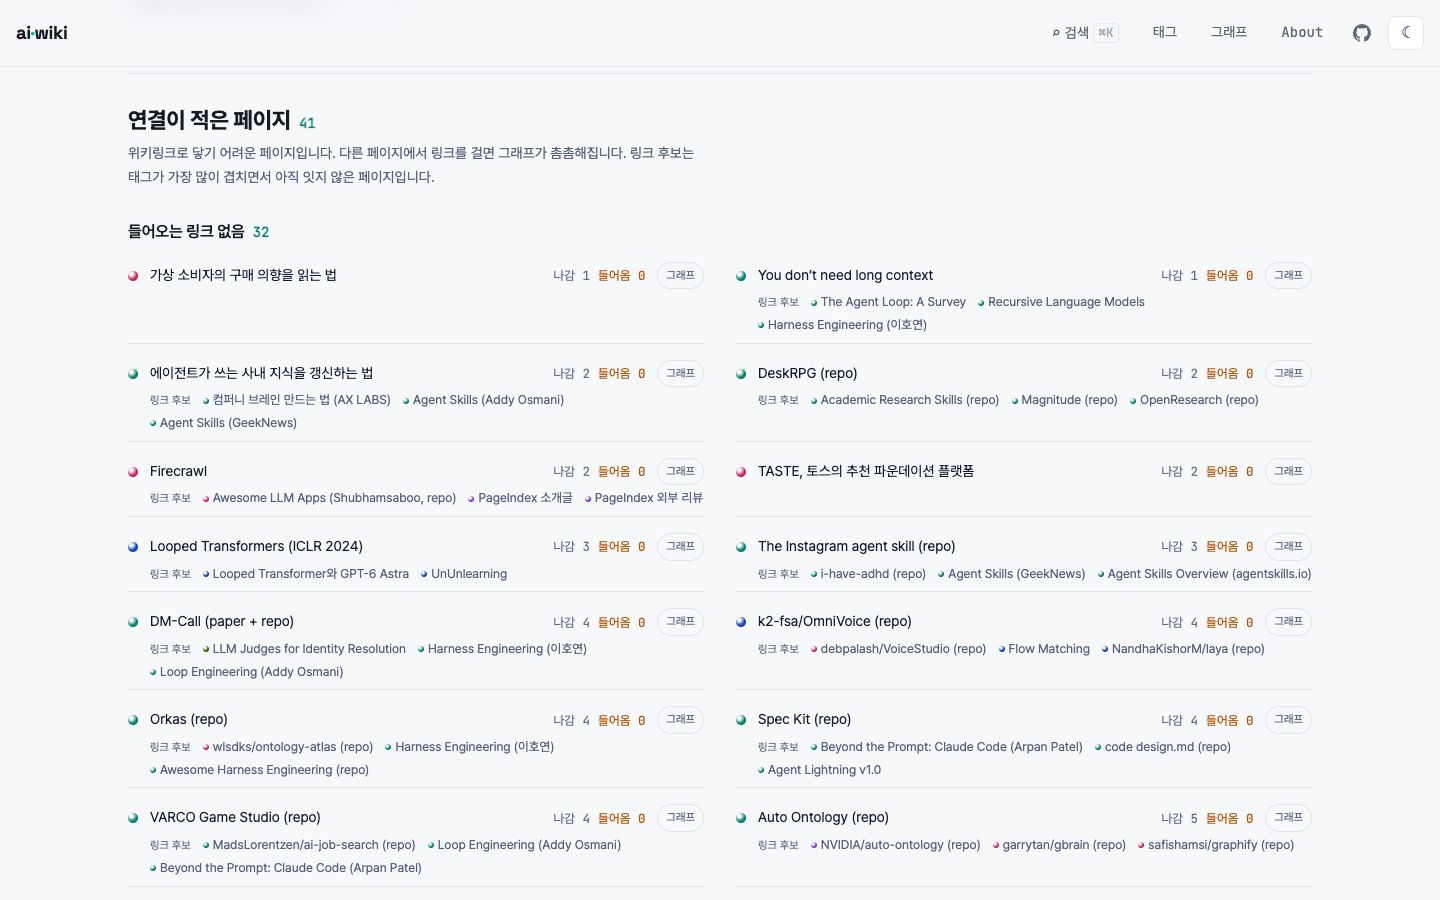 ai·wiki
검색 ⌘K
태그
그래프
About
연결이 적은 페이지 41
위키링크로 닿기 어려운 페이지입니다. 다른 페이지에서 링크를 걸면 그래프가 촘촘해집니다. 링크 후보는
태그가 가장 많이 겹치면서 아직 잇지 않은 페이지입니다.
들어오는 링크 없음 32
가상 소비자의 구매 의향을 읽는 법 나감 1 들어옴 0 그래프
You don’t need long context 나감 1 들어옴 0 그래프
링크 후보 The Agent Loop: A Survey Recursive Language Models
Harness Engineering (이호연)
에이전트가 쓰는 사내 지식을 갱신하는 법 나감 2 들어옴 0 그래프
링크 후보 컴퍼니 브레인 만드는 법 (AX LABS) Agent Skills (Addy Osmani)
Agent Skills (GeekNews)
DeskRPG (repo) 나감 2 들어옴 0 그래프
링크 후보 Academic Research Skills (repo) Magnitude (repo) OpenResearch (repo)
Firecrawl 나감 2 들어옴 0 그래프
링크 후보 Awesome LLM Apps (Shubhamsaboo, repo) PageIndex 소개글 PageIndex 외부 리뷰
TASTE, 토스의 추천 파운데이션 플랫폼 나감 2 들어옴 0 그래프
Looped Transformers (ICLR 2024) 나감 3 들어옴 0 그래프
링크 후보 Looped Transformer와 GPT-6 Astra UnUnlearning
The Instagram agent skill (repo) 나감 3 들어옴 0 그래프
링크 후보 i-have-adhd (repo) Agent Skills (GeekNews) Agent Skills Overview (agentskills.io)
DM-Call (paper + repo) 나감 4 들어옴 0 그래프
링크 후보 LLM Judges for Identity Resolution Harness Engineering (이호연)
Loop Engineering (Addy Osmani)
k2-fsa/OmniVoice (repo) 나감 4 들어옴 0 그래프
링크 후보 debpalash/VoiceStudio (repo) Flow Matching NandhaKishorM/laya (repo)
Orkas (repo) 나감 4 들어옴 0 그래프
링크 후보 wlsdks/ontology-atlas (repo) Harness Engineering (이호연)
Awesome Harness Engineering (repo)
Spec Kit (repo) 나감 4 들어옴 0 그래프
링크 후보 Beyond the Prompt: Claude Code (Arpan Patel) code design.md (repo)
Agent Lightning v1.0
VARCO Game Studio (repo) 나감 4 들어옴 0 그래프
링크 후보 MadsLorentzen/ai-job-search (repo) Loop Engineering (Addy Osmani)
Beyond the Prompt: Claude Code (Arpan Patel)
Auto Ontology (repo) 나감 5 들어옴 0 그래프
링크 후보 NVIDIA/auto-ontology (repo) garrytan/gbrain (repo) safishamsi/graphify (repo)